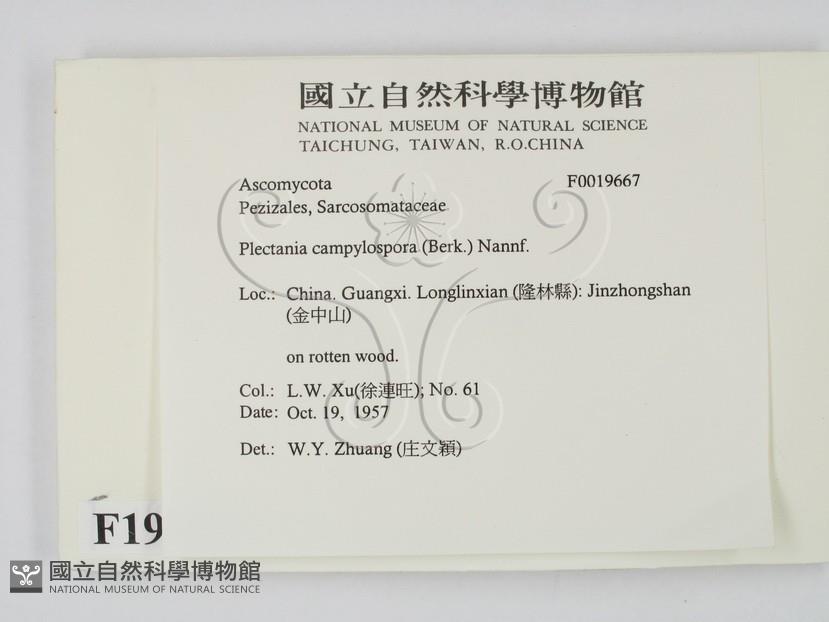 國立自然科學博物館
NATIONAL MUSEUM OF NATURAL SCIENCE
TAICHUNG, TAIWAN, R.O.CHINA
Ascomycota F0019667
Pezizales, Sarcosomataceae
Plectania campylospora (Berk.) Nannf.
Loc.: China. Guangxi. Longlinxian (隆林縣): Jinzhongshan
(金中山)
on rotten wood.
Col.: L.W. Xu(徐連旺); No. 61
Date: Oct. 19, 1957
Det.: W.Y. Zhuang (庄文穎)
F19
國立自然科學博物館
NATIONAL MUSEUM OF NATURAL SCIENCE